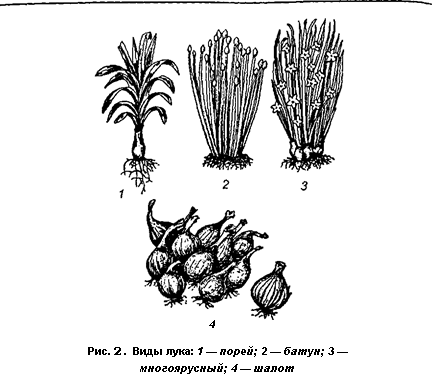 1
2
3
4
Рис. 2. Виды лука: 1 — порей; 2 — батун; 3 —
многоярусный; 4 — шалот